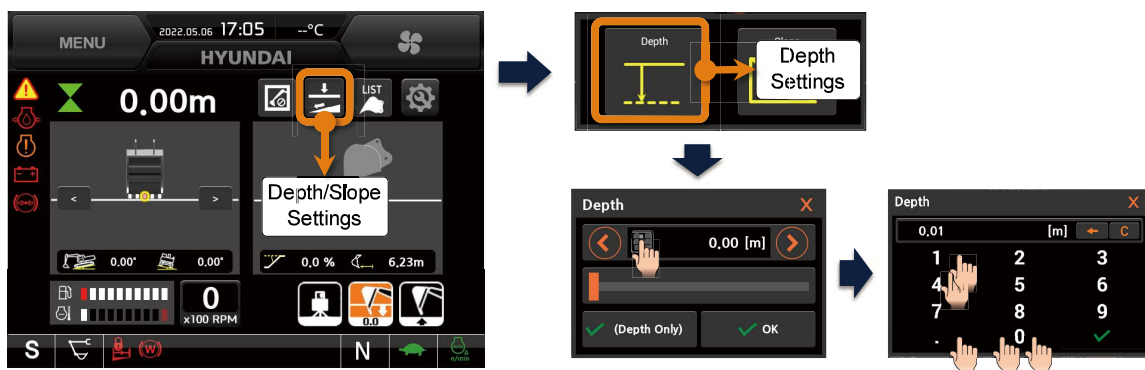 MENU
2022.05.06 17:05 --°C
HYUNDAI
0.00m
LIST
Depth/Slope
Settings
<
>
0.00°
0.00°
0,0 %
6,23m
0
x100 RPM
0.0
S
(W)
N
n/min
Depth
Depth
Settings
Depth
X
0,00 [m]
(Depth Only)
OK
Depth
X
0,01 [m] C
1 2 3
4 5 6
7 8 9
. 0